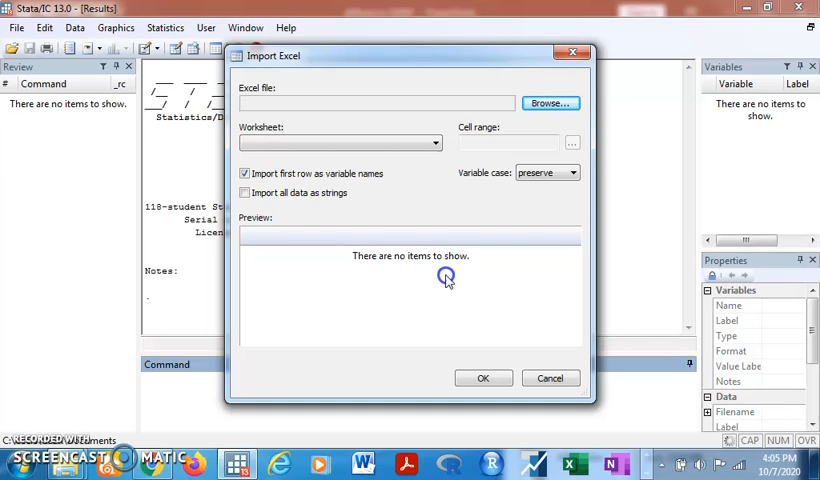 Stata/IC 13.0 - [Results]
File Edit Data Graphics Statistics User Window Help
Review
# Command _rc
There are no items to show.
Statistics/D
118-student St
Serial
Licen
Notes:
.
Command
Import Excel
Excel file:
Browse...
Worksheet:
Cell range:
...
Import first row as variable names
Variable case: preserve
Import all data as strings
Preview:
There are no items to show.
OK Cancel
Variables
Variable Label
There are no items to show.
Properties
Variables
Name
Label
Type
Format
Value Labe
Notes
Data
Filename
CAP NUM OVR
RECORDED WITH
SCREENCAST MATIC
4:05 PM
10/7/2020